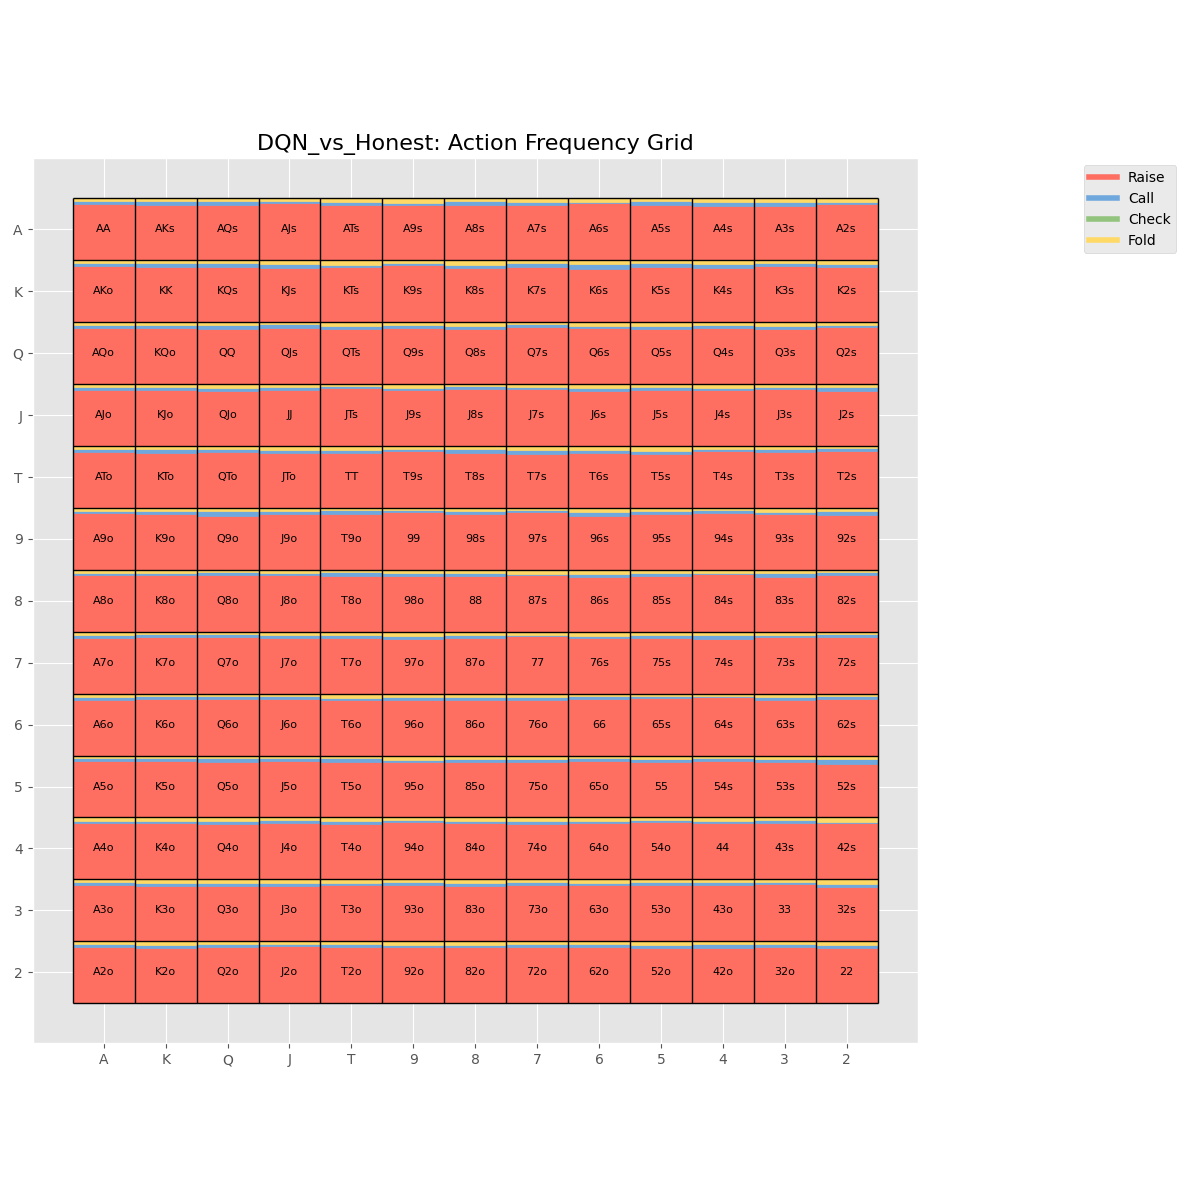 DQN_vs_Honest: Action Frequency Grid
Raise
Call
Check
Fold
A AA AKs AQs AJs ATs A9s A8s A7s A6s A5s A4s A3s A2s
K AKo KK KQs KJs KTs K9s K8s K7s K6s K5s K4s K3s K2s
Q AQo KQo QQ QJs QTs Q9s Q8s Q7s Q6s Q5s Q4s Q3s Q2s
J AJo KJo QJo JJ JTs J9s J8s J7s J6s J5s J4s J3s J2s
T ATo KTo QTo JTo TT T9s T8s T7s T6s T5s T4s T3s T2s
9 A9o K9o Q9o J9o T9o 99 98s 97s 96s 95s 94s 93s 92s
8 A8o K8o Q8o J8o T8o 98o 88 87s 86s 85s 84s 83s 82s
7 A7o K7o Q7o J7o T7o 97o 87o 77 76s 75s 74s 73s 72s
6 A6o K6o Q6o J6o T6o 96o 86o 76o 66 65s 64s 63s 62s
5 A5o K5o Q5o J5o T5o 95o 85o 75o 65o 55 54s 53s 52s
4 A4o K4o Q4o J4o T4o 94o 84o 74o 64o 54o 44 43s 42s
3 A3o K3o Q3o J3o T3o 93o 83o 73o 63o 53o 43o 33 32s
2 A2o K2o Q2o J2o T2o 92o 82o 72o 62o 52o 42o 32o 22
A K Q J T 9 8 7 6 5 4 3 2